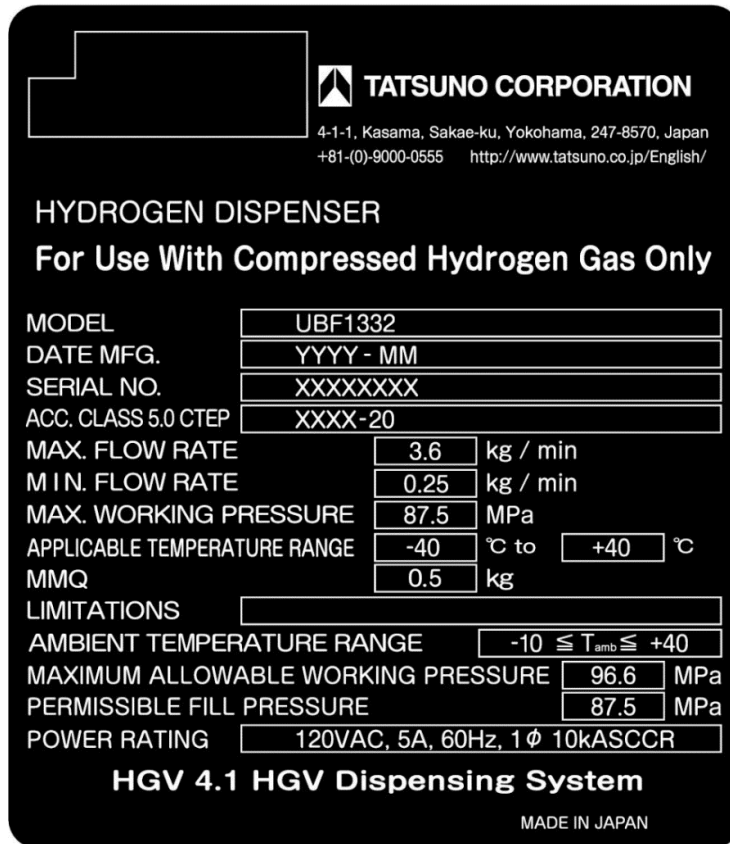 TATSUNO CORPORATION
4-1-1, Kasama, Sakae-ku, Yokohama, 247-8570, Japan
+81-(0)-9000-0555 http://www.tatsuno.co.jp/English/
HYDROGEN DISPENSER
For Use With Compressed Hydrogen Gas Only
MODEL UBF1332
DATE MFG. YYYY - MM
SERIAL NO. XXXXXXXX
ACC. CLASS 5.0 CTEP XXXX-20
MAX. FLOW RATE 3.6 kg / min
MIN. FLOW RATE 0.25 kg / min
MAX. WORKING PRESSURE 87.5 MPa
APPLICABLE TEMPERATURE RANGE -40 ℃ to +40 ℃
MMQ 0.5 kg
LIMITATIONS
AMBIENT TEMPERATURE RANGE -10 ≦ Tamb ≦ +40
MAXIMUM ALLOWABLE WORKING PRESSURE 96.6 MPa
PERMISSIBLE FILL PRESSURE 87.5 MPa
POWER RATING 120VAC, 5A, 60Hz, 1φ 10kASCCR
HGV 4.1 HGV Dispensing System
MADE IN JAPAN